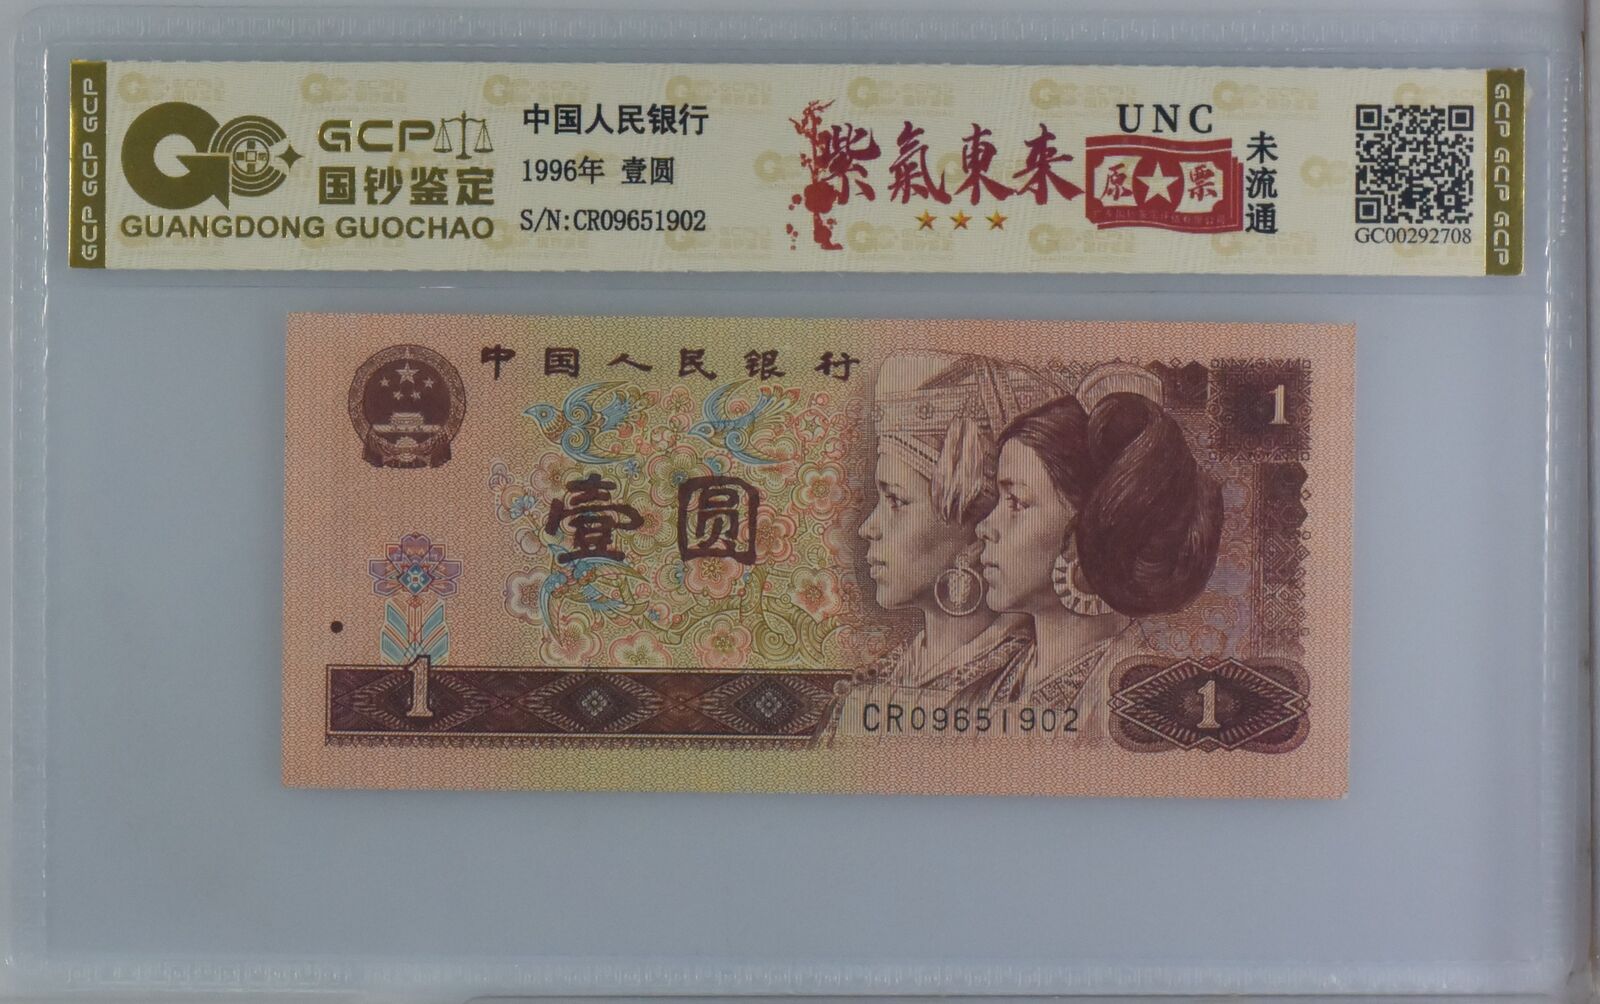 GCP GCP GCP
GCP
国钞鉴定
GUANGDONG GUOCHAO
中国人民银行
1996年 壹圆
S/N:CR09651902
紫氣東来
UNC
原票
未流通
GC00292708
GCP GCP GCP
中国人民银行
1
壹圆
1
CR09651902
1